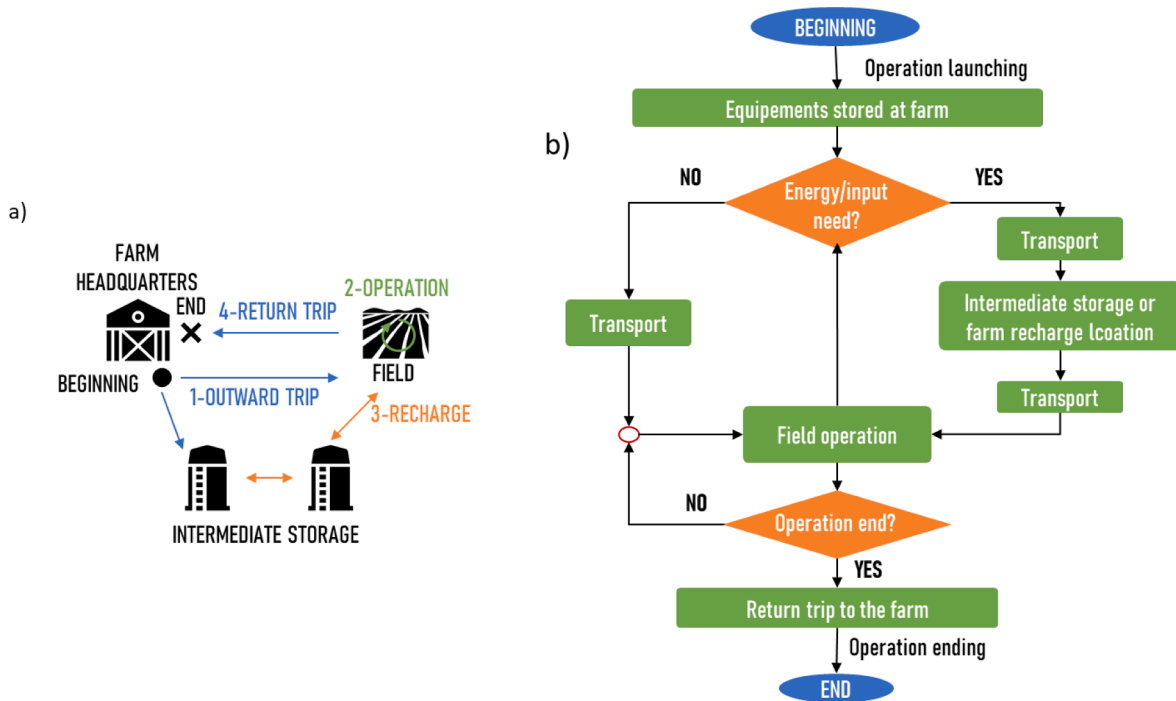 a)
FARM
HEADQUARTERS
END
4-RETURN TRIP
2-OPERATION
BEGINNING
1-OUTWARD TRIP
FIELD
3-RECHARGE
INTERMEDIATE STORAGE
b)
BEGINNING
Operation launching
Equipements stored at farm
NO
Energy/input
need?
YES
Transport
Transport
Intermediate storage or
farm recharge lcoation
Transport
Field operation
NO
Operation end?
YES
Return trip to the farm
Operation ending
END